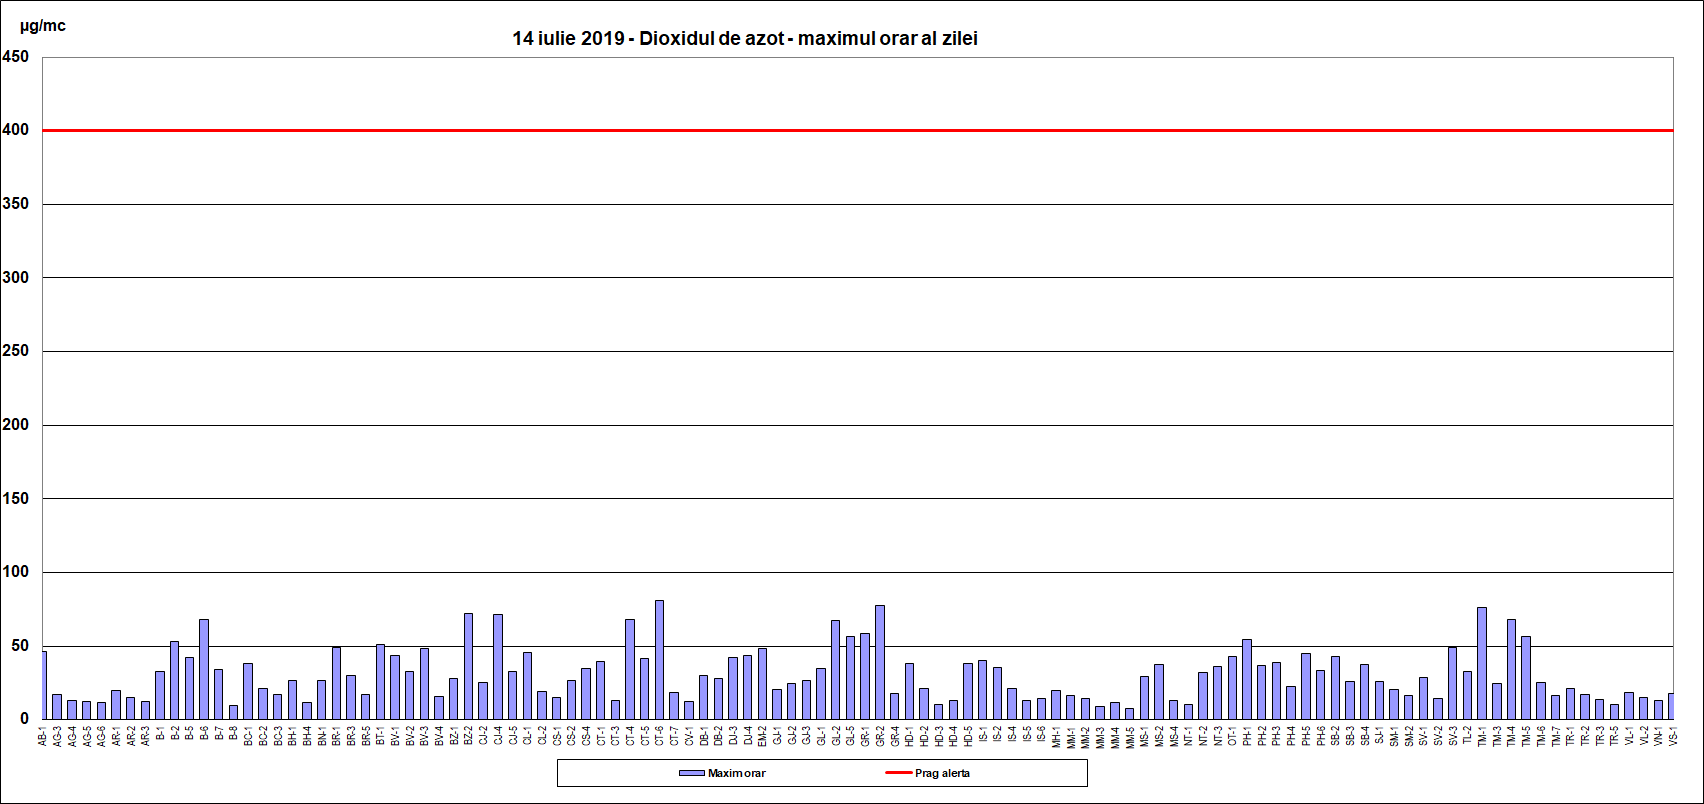 µg/mc
14 iulie 2019 - Dioxidul de azot - maximul orar al zilei
450
400
350
300
250
200
150
100
50
0
AB-1 AG-3 AG-4 AG-5 AG-6 AR-1 AR-2 AR-3 B-1 B-2 B-5 B-6 B-7 B-8 BC-1 BC-2 BC-3 BH-1 BH-4 BN-1 BR-1 BR-3 BR-5 BT-1 BV-1 BV-2 BV-3 BV-4 BZ-1 BZ-2 CJ-2 CJ-4 CJ-5 CL-1 CL-2 CS-1 CS-2 CS-4 CT-1 CT-3 CT-4 CT-5 CT-6 CT-7 CV-1 DB-1 DB-2 DJ-3 DJ-4 EM-2 GJ-1 GJ-2 GJ-3 GL-1 GL-2 GL-5 GR-1 GR-2 GR-4 HD-1 HD-2 HD-3 HD-4 HD-5 IS-1 IS-2 IS-4 IS-5 IS-6 MH-1 MM-1 MM-2 MM-3 MM-4 MM-5 MS-1 MS-2 MS-4 NT-1 NT-2 NT-3 OT-1 PH-1 PH-2 PH-3 PH-4 PH-5 PH-6 SB-2 SB-3 SB-4 SJ-1 SM-1 SM-2 SV-1 SV-2 SV-3 TL-2 TM-1 TM-3 TM-4 TM-5 TM-6 TM-7 TR-1 TR-2 TR-3 TR-5 VL-1 VL-2 VN-1 VS-1
Maxim orar Prag alerta